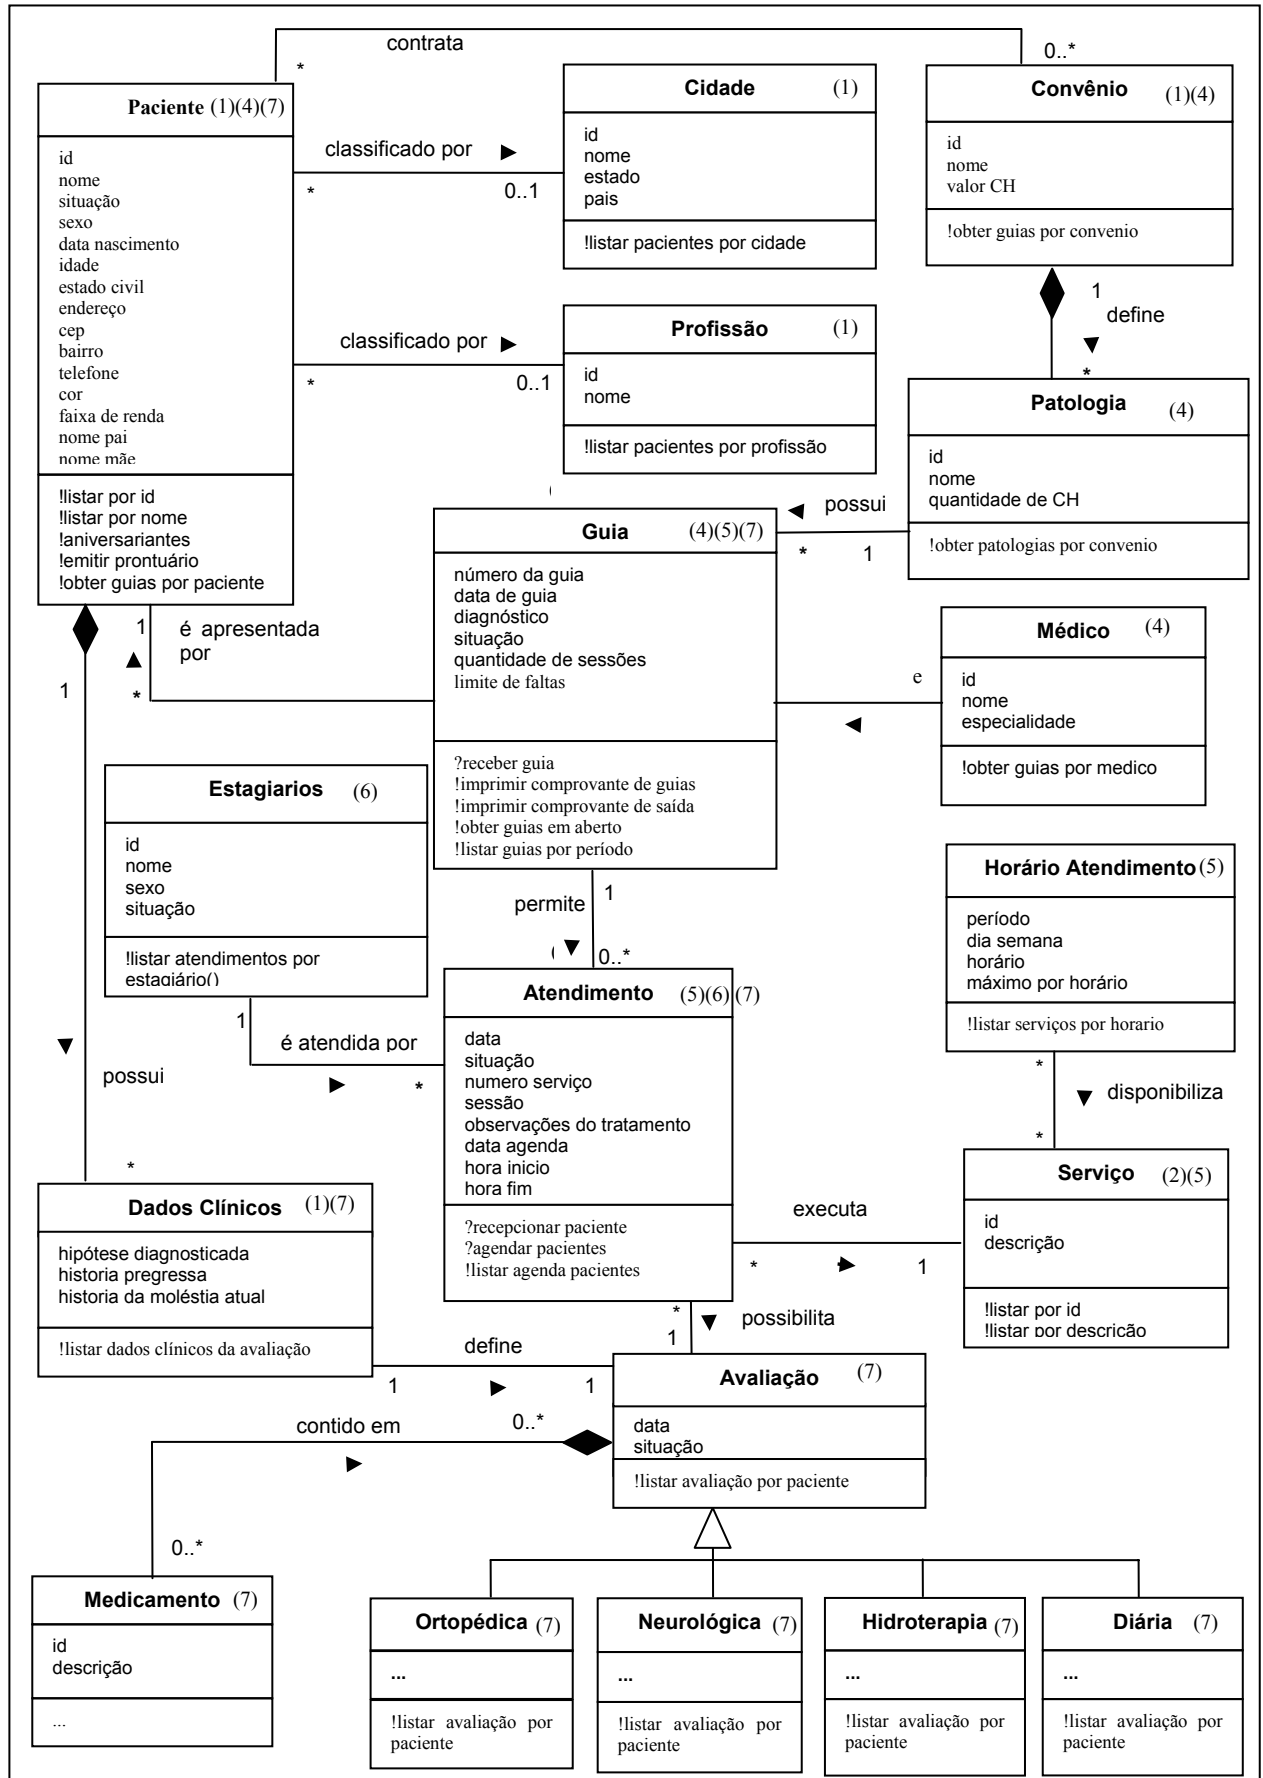 contrata
*
0..*
Paciente (1)(4)(7)
id
nome
situação
sexo
data nascimento
idade
estado civil
endereço
cep
bairro
telefone
cor
faixa de renda
nome pai
nome mãe
!listar por id
!listar por nome
!aniversariantes
!emitir prontuário
!obter guias por paciente
classificado por
*
0..1
Cidade (1)
id
nome
estado
pais
!listar pacientes por cidade
Convênio (1)(4)
id
nome
valor CH
!obter guias por convenio
1
define
*
classificado por
*
0..1
Profissão (1)
id
nome
!listar pacientes por profissão
Patologia (4)
id
nome
quantidade de CH
!obter patologias por convenio
possui
*
1
Guia (4)(5)(7)
número da guia
data de guia
diagnóstico
situação
quantidade de sessões
limite de faltas
?receber guia
!imprimir comprovante de guias
!imprimir comprovante de saída
!obter guias em aberto
!listar guias por período
1
é apresentada
por
*
1
Médico (4)
id
nome
especialidade
!obter guias por medico
e
Estagiarios (6)
id
nome
sexo
situação
!listar atendimentos por
estagiário()
permite
1
0..*
Horário Atendimento (5)
período
dia semana
horário
máximo por horário
!listar serviços por horario
Atendimento (5)(6)(7)
data
situação
numero serviço
sessão
observações do tratamento
data agenda
hora inicio
hora fim
?recepcionar paciente
?agendar pacientes
!listar agenda pacientes
1
é atendida por
*
possui
*
*
disponibiliza
*
Serviço (2)(5)
id
descrição
!listar por id
!listar por descrição
executa
*
1
Dados Clínicos (1)(7)
hipótese diagnosticada
historia pregressa
historia da moléstia atual
!listar dados clínicos da avaliação
*
possibilita
1
define
1
1
Avaliação (7)
data
situação
!listar avaliação por paciente
contido em
0..*
0..*
Medicamento (7)
id
descrição
...
Ortopédica (7)
...
!listar avaliação por
paciente
Neurológica (7)
...
!listar avaliação por
paciente
Hidroterapia (7)
...
!listar avaliação por
paciente
Diária (7)
...
!listar avaliação por
paciente